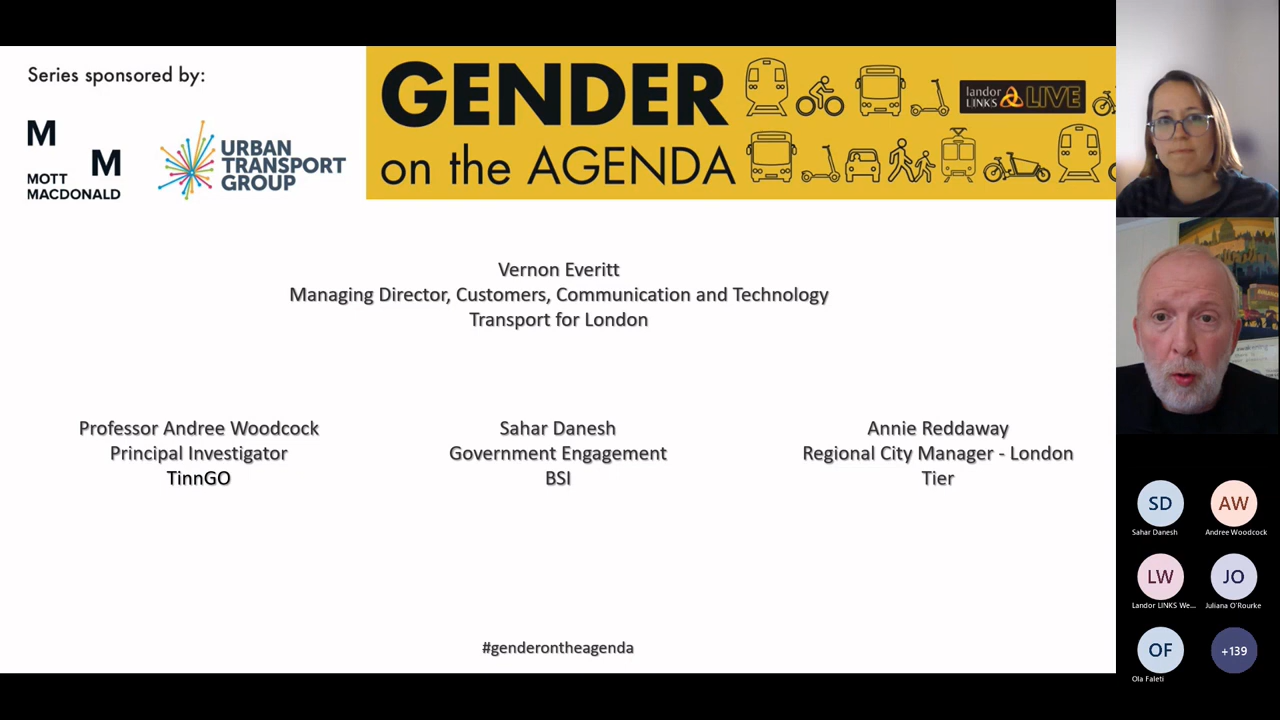 Series sponsored by:
M
M
MOTT
MACDONALD
URBAN
TRANSPORT
GROUP
GENDER
on the AGENDA
landor
LINKS
LIVE
Vernon Everitt
Managing Director, Customers, Communication and Technology
Transport for London
Professor Andree Woodcock
Principal Investigator
TinnGO
Sahar Danesh
Government Engagement
BSI
Annie Reddaway
Regional City Manager - London
Tier
#genderontheagenda
SD
Sahar Danesh
AW
Andree Woodcock
LW
Landor LINKS We...
JO
Juliana O'Rourke
OF
Ola Faleti
+139